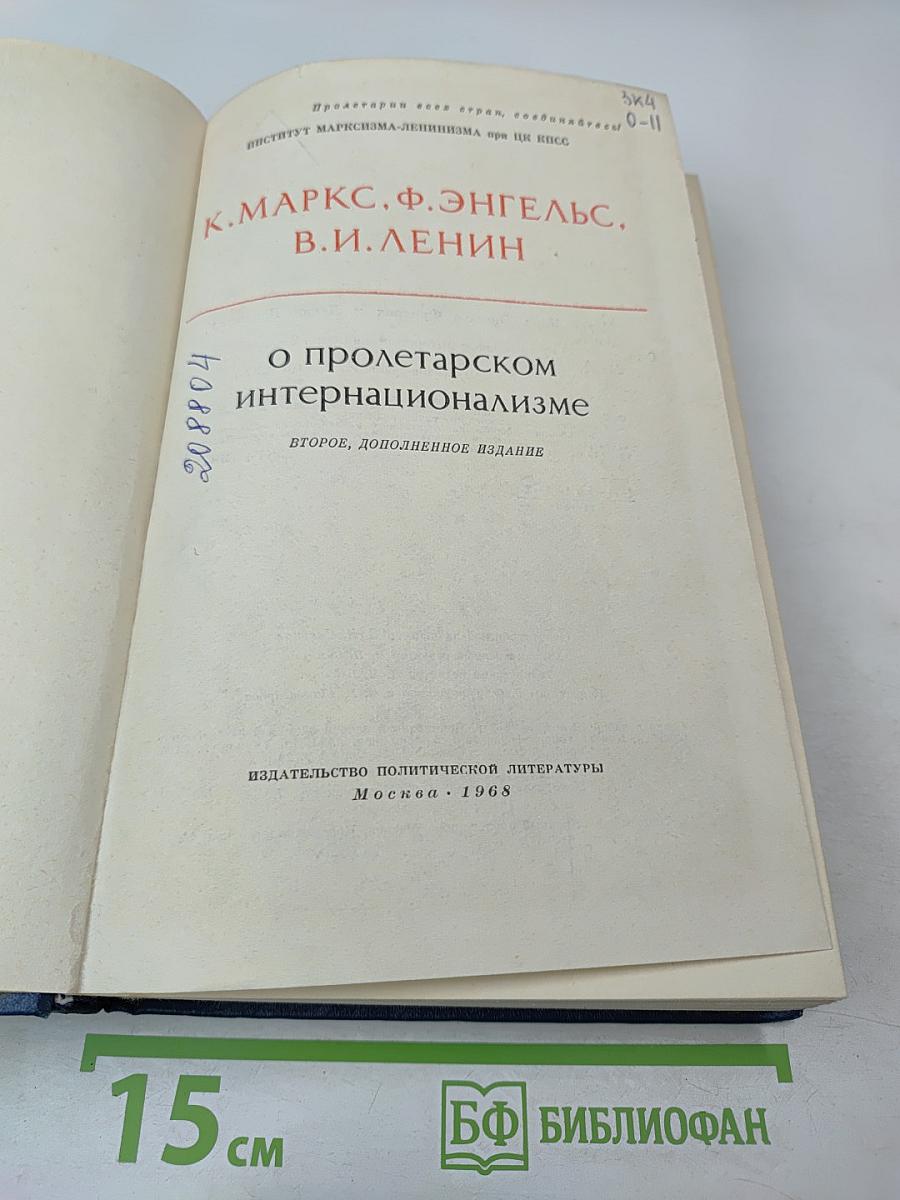 Пролетарии всех стран, соединяйтесь!
ЗК4
О-11
ИНСТИТУТ МАРКСИЗМА-ЛЕНИНИЗМА при ЦК КПСС
К. МАРКС, Ф. ЭНГЕЛЬС,
В. И. ЛЕНИН
о пролетарском
интернационализме
ВТОРОЕ, ДОПОЛНЕННОЕ ИЗДАНИЕ
208804
ИЗДАТЕЛЬСТВО ПОЛИТИЧЕСКОЙ ЛИТЕРАТУРЫ
Москва · 1968
15 см
БФ БИБЛИОФАН